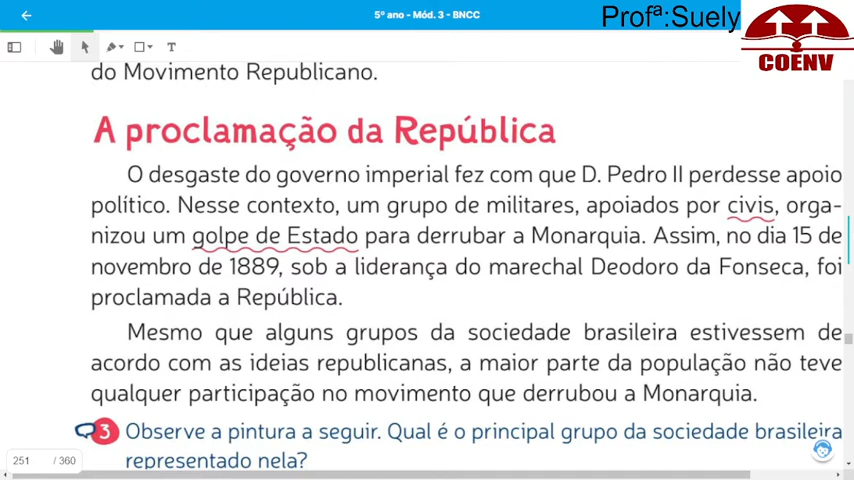 5º ano - Mód. 3 - BNCC
Profª:Suely
COENV
T
do Movimento Republicano.
A proclamação da República
O desgaste do governo imperial fez com que D. Pedro II perdesse apoio
político. Nesse contexto, um grupo de militares, apoiados por civis, orga-
nizou um golpe de Estado para derrubar a Monarquia. Assim, no dia 15 de
novembro de 1889, sob a liderança do marechal Deodoro da Fonseca, foi
proclamada a República.
Mesmo que alguns grupos da sociedade brasileira estivessem de
acordo com as ideias republicanas, a maior parte da população não teve
qualquer participação no movimento que derrubou a Monarquia.
3 Observe a pintura a seguir. Qual é o principal grupo da sociedade brasileira
representado nela?
251 / 360